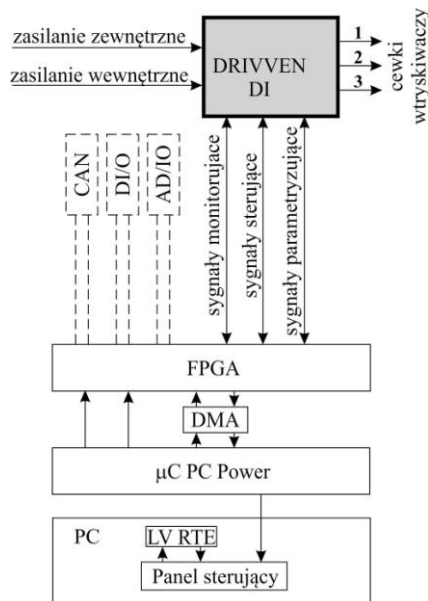 zasilanie zewnętrzne
zasilanie wewnętrzne
DRIVVEN
DI
1
2
3
cewki
wtryskiwaczy
CAN
DI/O
AD/IO
sygnały monitorujace
sygnały sterujące
sygnały parametryzujące
FPGA
DMA
μC PC Power
PC
LV RTE
Panel sterujący